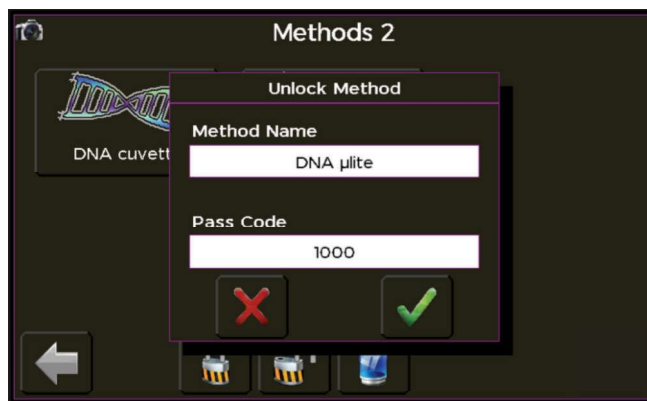 Methods 2
Unlock Method
Method Name
DNA µlite
Pass Code
1000
DNA cuvett